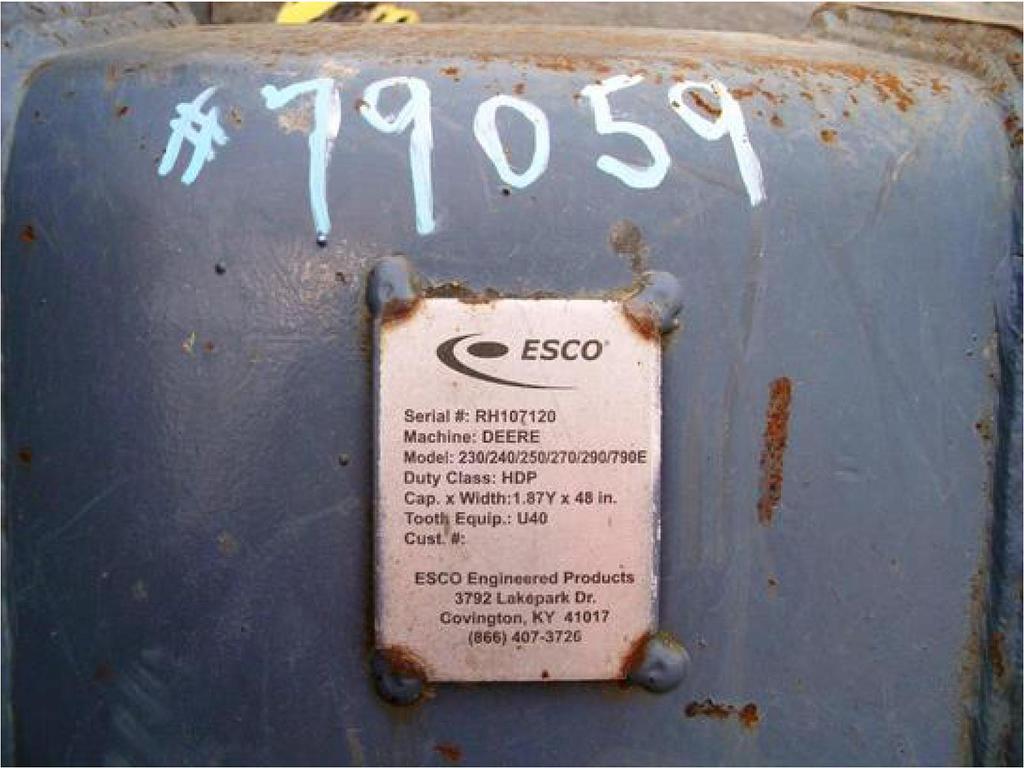 #79059
ESCO®
Serial #: RH107120
Machine: DEERE
Model: 230/240/250/270/290/790E
Duty Class: HDP
Cap. x Width:1.87Y x 48 in.
Tooth Equip.: U40
Cust. #:
ESCO Engineered Products
3792 Lakepark Dr.
Covington, KY 41017
(866) 407-3726